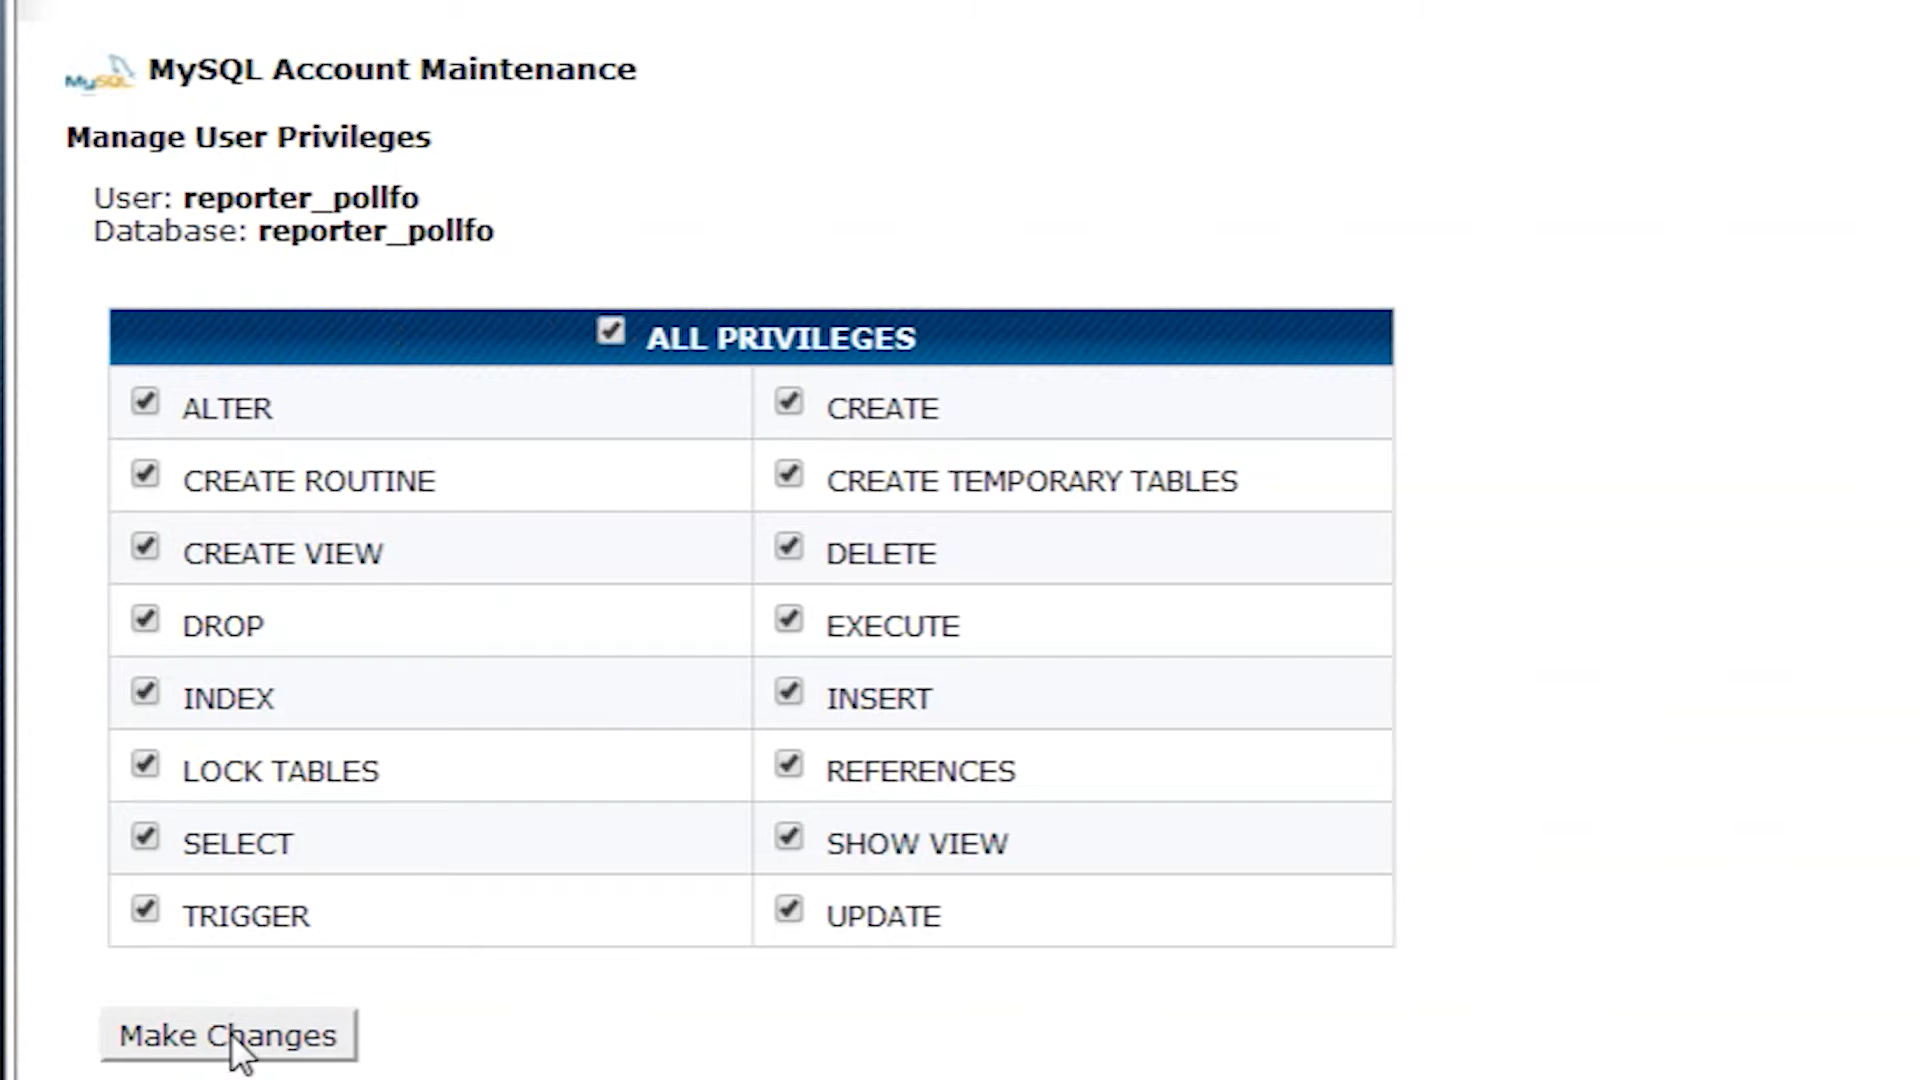 MySQL MySQL Account Maintenance
Manage User Privileges
User: reporter_pollfo
Database: reporter_pollfo
ALL PRIVILEGES
ALTER CREATE
CREATE ROUTINE CREATE TEMPORARY TABLES
CREATE VIEW DELETE
DROP EXECUTE
INDEX INSERT
LOCK TABLES REFERENCES
SELECT SHOW VIEW
TRIGGER UPDATE
Make Changes